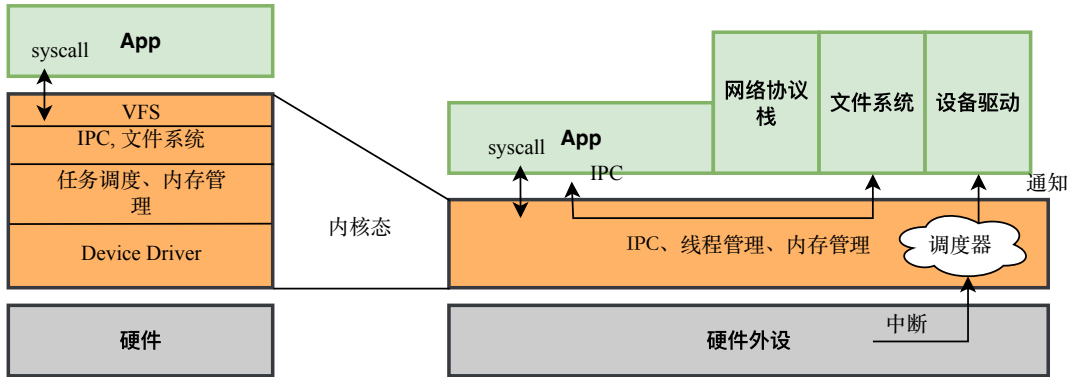 App
syscall
VFS
IPC, 文件系统
任务调度、内存管
理
Device Driver
硬件
内核态
网络协议
栈
文件系统
设备驱动
App
syscall
IPC
通知
IPC、线程管理、内存管理
调度器
中断
硬件外设